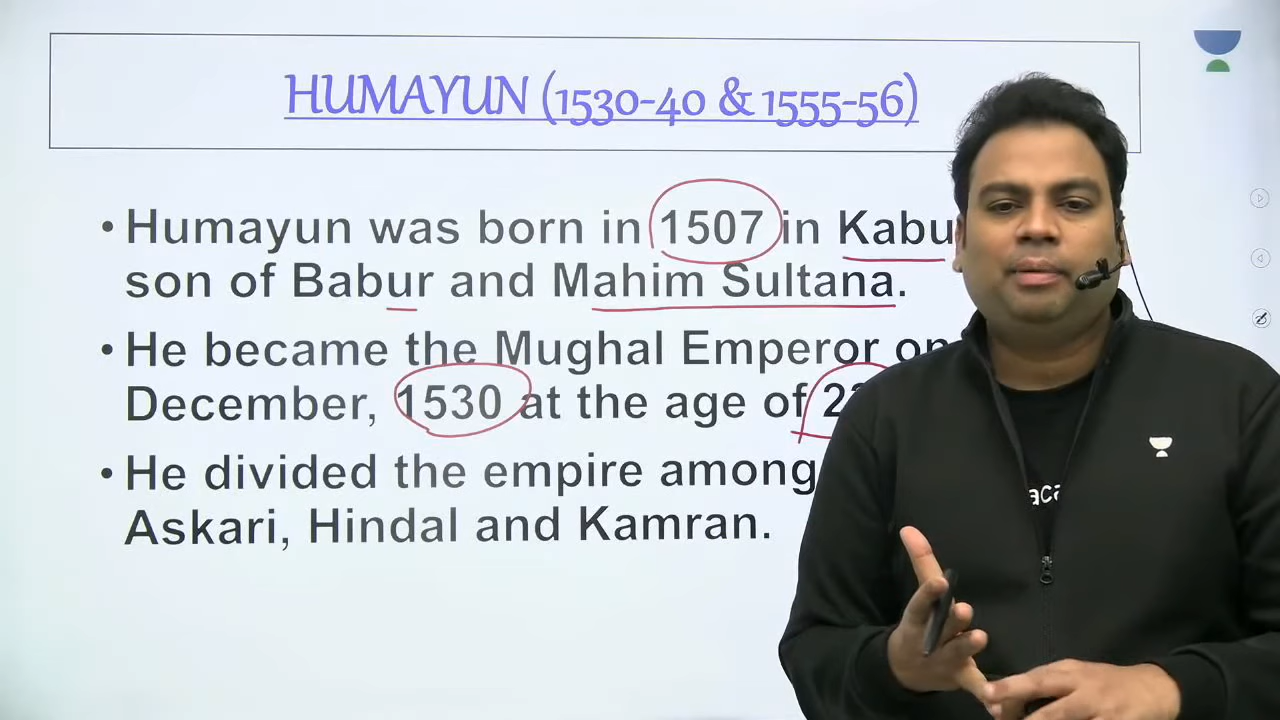 HUMAYUN (1530-40 & 1555-56)
• Humayun was born in 1507 in Kabu
son of Babur and Mahim Sultana.
• He became the Mughal Emperor on
December, 1530 at the age of
• He divided the empire among
Askari, Hindal and Kamran.
aca